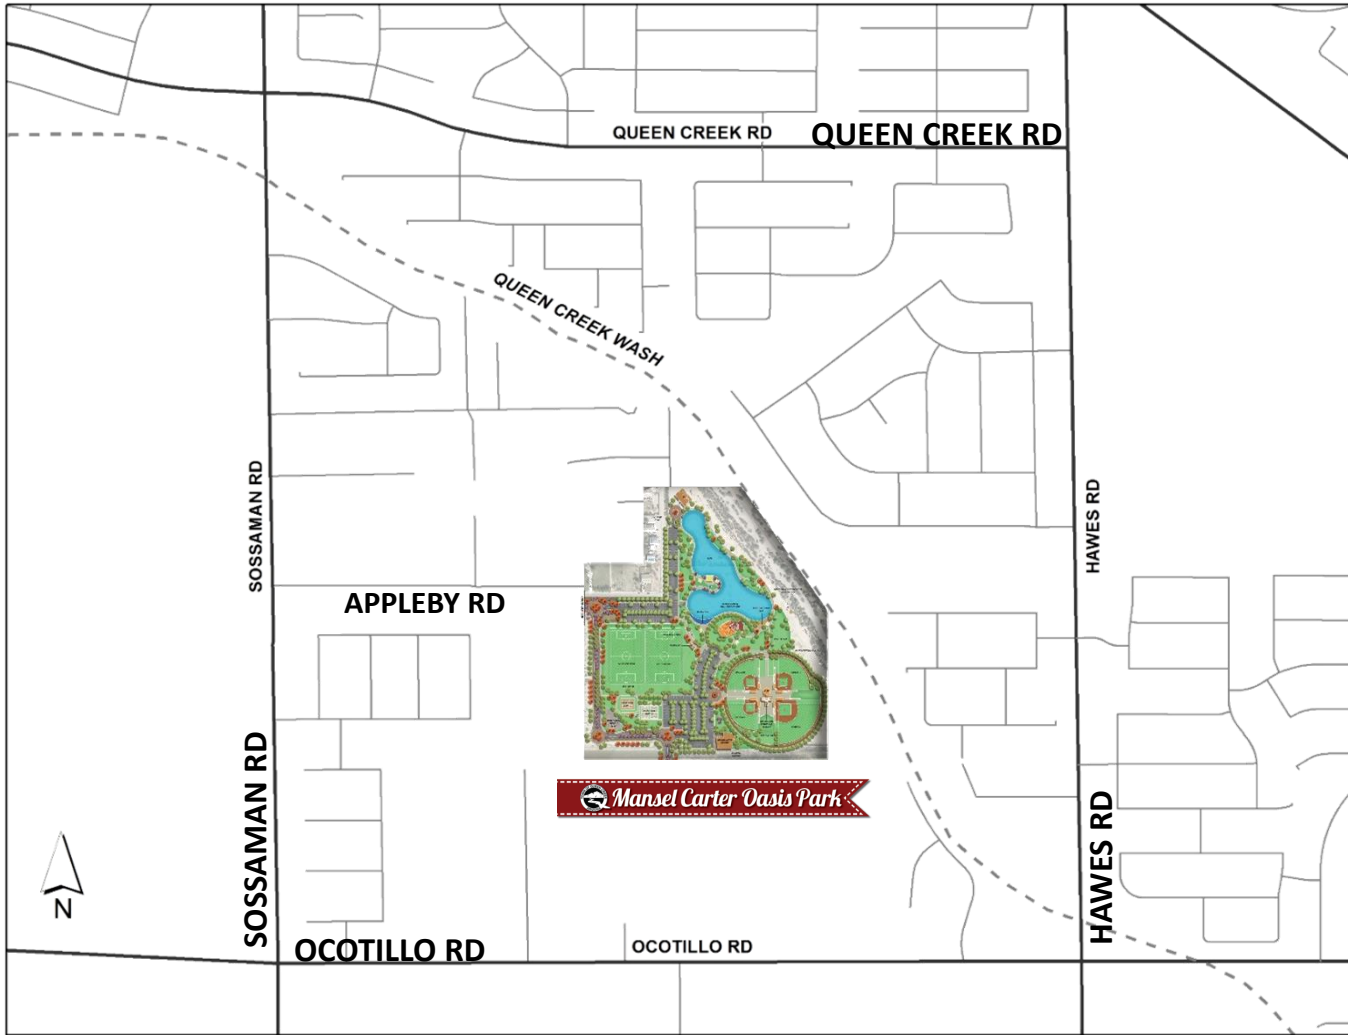 QUEEN CREEK RD
QUEEN CREEK RD
QUEEN CREEK WASH
SOSSAMAN RD
HAWES RD
APPLEBY RD
SOSSAMAN RD
Mansel Carter Oasis Park
HAWES RD
N
OCOTILLO RD
OCOTILLO RD